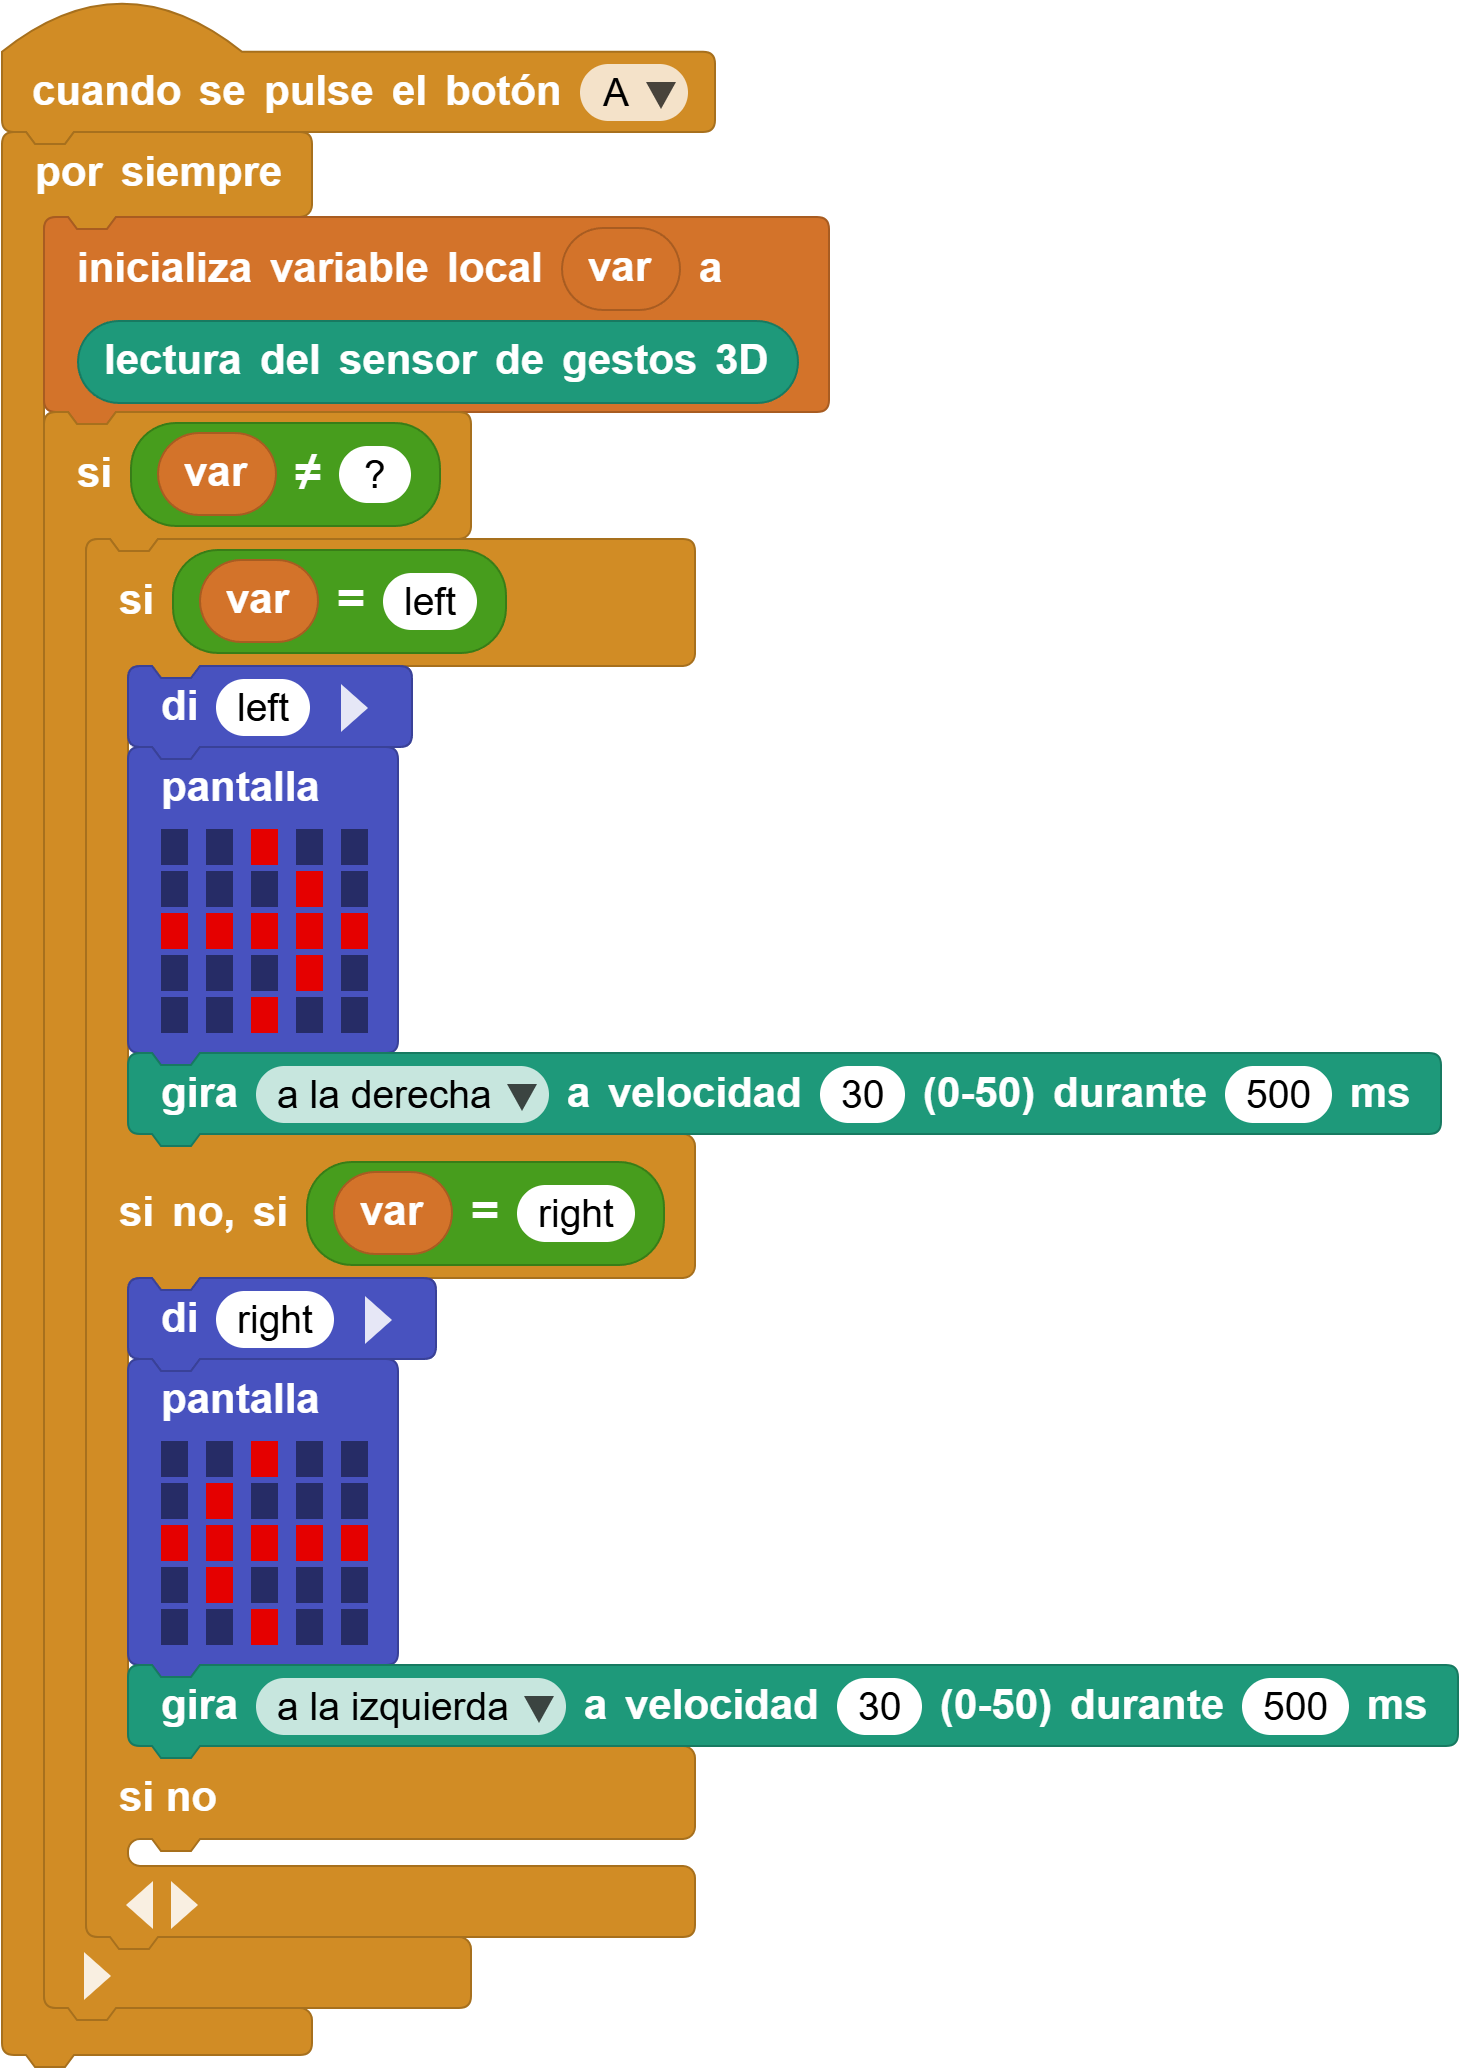 cuando se pulse el botón A
por siempre
inicializa variable local var a
lectura del sensor de gestos 3D
si var ≠ ?
si var = left
di left
pantalla
gira a la derecha a velocidad 30 (0-50) durante 500 ms
si no, si var = right
di right
pantalla
gira a la izquierda a velocidad 30 (0-50) durante 500 ms
si no